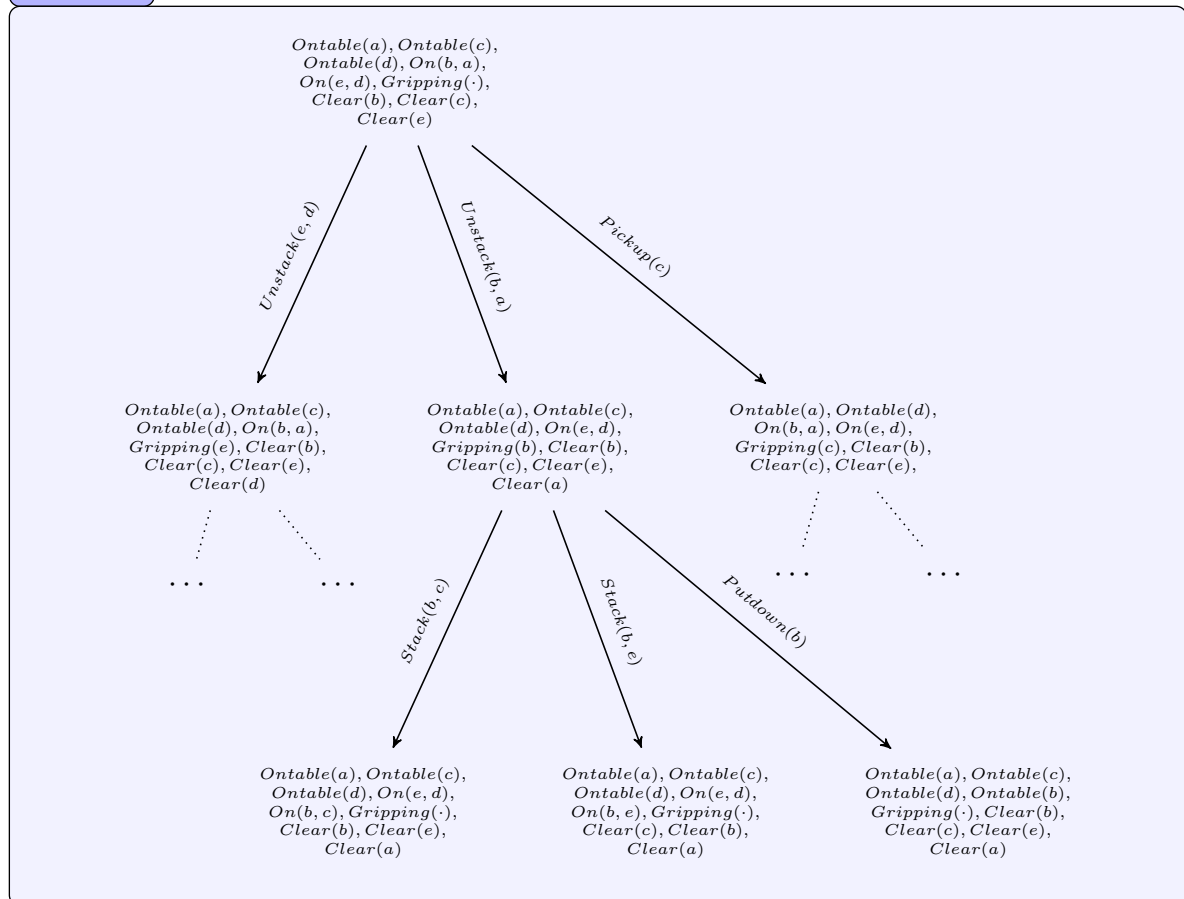 Ontable(a), Ontable(c),
Ontable(d), On(b, a),
On(e, d), Gripping(·),
Clear(b), Clear(c),
Clear(e)
Unstack(e, d)
Unstack(b, a)
Pickup(c)
Ontable(a), Ontable(c),
Ontable(d), On(b, a),
Gripping(e), Clear(b),
Clear(c), Clear(e),
Clear(d)
Ontable(a), Ontable(c),
Ontable(d), On(e, d),
Gripping(b), Clear(b),
Clear(c), Clear(e),
Clear(a)
Ontable(a), Ontable(d),
On(b, a), On(e, d),
Gripping(c), Clear(b),
Clear(c), Clear(e),
...
...
...
...
Stack(b, c)
Stack(b, e)
Putdown(b)
Ontable(a), Ontable(c),
Ontable(d), On(e, d),
On(b, c), Gripping(·),
Clear(b), Clear(e),
Clear(a)
Ontable(a), Ontable(c),
Ontable(d), On(e, d),
On(b, e), Gripping(·),
Clear(c), Clear(b),
Clear(a)
Ontable(a), Ontable(c),
Ontable(d), Ontable(b),
Gripping(·), Clear(b),
Clear(c), Clear(e),
Clear(a)